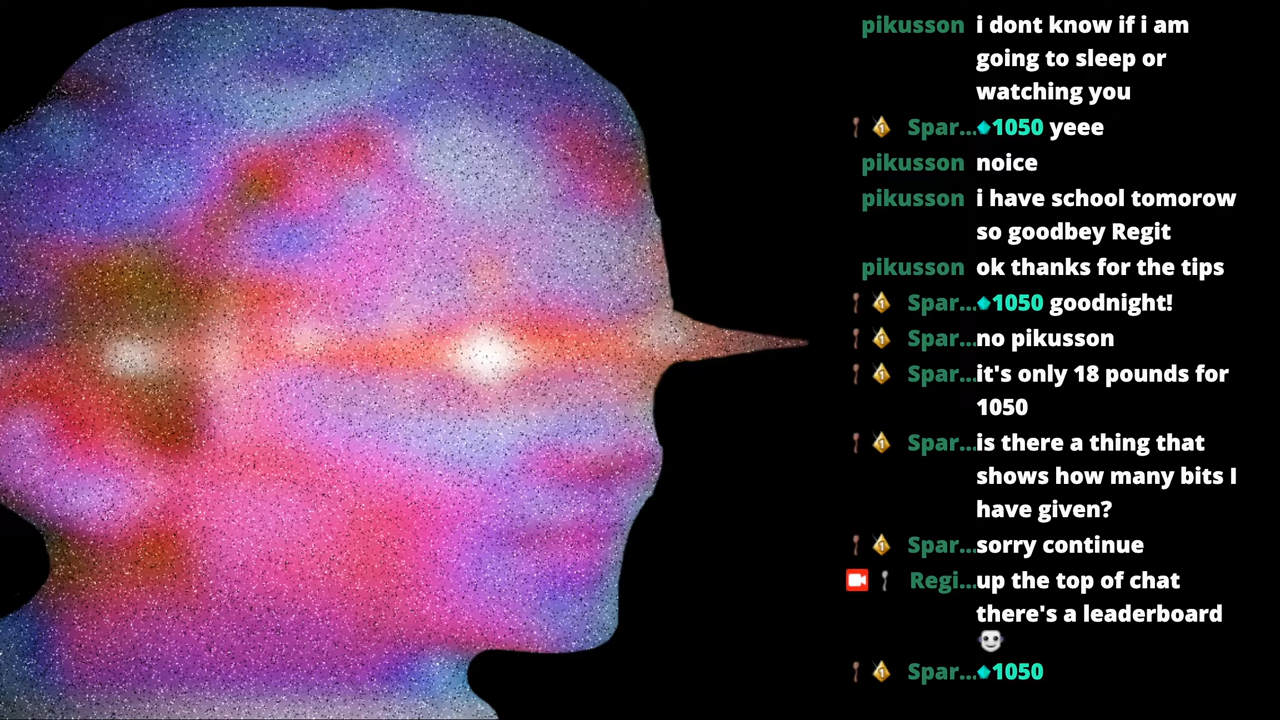 pikusson i dont know if i am
going to sleep or
watching you
Spar...1050 yeee
pikusson noice
pikusson i have school tomorow
so goodbey Regit
pikusson ok thanks for the tips
Spar...1050 goodnight!
Spar...no pikusson
Spar...it's only 18 pounds for
1050
Spar...is there a thing that
shows how many bits I
have given?
Spar...sorry continue
Regi...up the top of chat
there's a leaderboard
Spar...1050